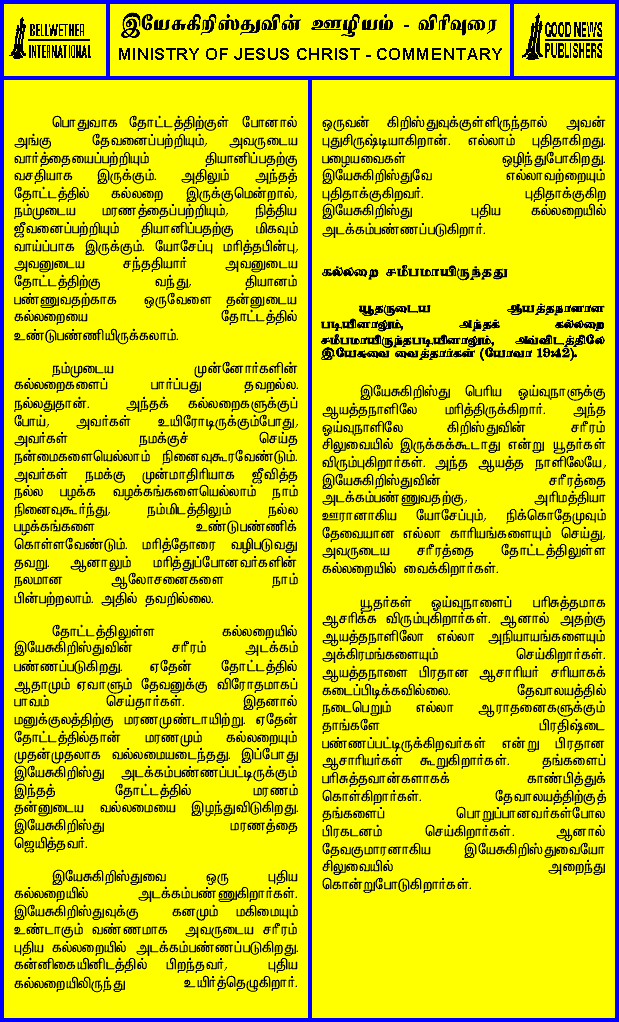 BELLWETHER
INTERNATIONAL
இயேசுகிறிஸ்துவின் ஊழியம் - விரிவுரை
MINISTRY OF JESUS CHRIST - COMMENTARY
GOOD NEWS
PUBLISHERS
பொதுவாக தோட்டத்திற்குள் போனால்
அங்கு தேவனைப்பற்றியும், அவருடைய
வார்த்தையைப்பற்றியும் தியானிப்பதற்கு
வசதியாக இருக்கும். அதிலும் அந்தத்
தோட்டத்தில் கல்லறை இருக்குமென்றால்,
நம்முடைய மரணத்தைப்பற்றியும், நித்திய
ஜீவனைப்பற்றியும் தியானிப்பதற்கு மிகவும்
வாய்ப்பாக இருக்கும். யோசேப்பு மரித்தபின்பு,
அவனுடைய சந்ததியார் அவனுடைய
தோட்டத்திற்கு வந்து, தியானம்
பண்ணுவதற்காக ஒருவேளை தன்னுடைய
கல்லறையை தோட்டத்தில்
உண்டுபண்ணியிருக்கலாம்.
நம்முடைய முன்னோர்களின்
கல்லறைகளைப் பார்ப்பது தவறல்ல.
நல்லதுதான். அந்தக் கல்லறைகளுக்குப்
போய், அவர்கள் உயிரோடிருக்கும்போது,
அவர்கள் நமக்குச் செய்த
நன்மைகளையெல்லாம் நினைவுகூரவேண்டும்.
அவர்கள் நமக்கு முன்மாதிரியாக ஜீவித்த
நல்ல பழக்க வழக்கங்களையெல்லாம் நாம்
நினைவுகூர்ந்து, நம்மிடத்திலும் நல்ல
பழக்கங்களை உண்டுபண்ணிக்
கொள்ளவேண்டும். மரித்தோரை வழிபடுவது
தவறு. ஆனாலும் மரித்துப்போனவர்களின்
நலமான ஆலோசனைகளை நாம்
பின்பற்றலாம். அதில் தவறில்லை.
தோட்டத்திலுள்ள கல்லறையில்
இயேசுகிறிஸ்துவின் சரீரம் அடக்கம்
பண்ணப்படுகிறது. ஏதேன் தோட்டத்தில்
ஆதாமும் ஏவாளும் தேவனுக்கு விரோதமாகப்
பாவம் செய்தார்கள். இதனால்
மனுக்குலத்திற்கு மரணமுண்டாயிற்று. ஏதேன்
தோட்டத்தில்தான் மரணமும் கல்லறையும்
முதன்முதலாக வல்லமையடைந்தது. இப்போது
இயேசுகிறிஸ்து அடக்கம்பண்ணப்பட்டிருக்கும்
இந்தத் தோட்டத்தில் மரணம்
தன்னுடைய வல்லமையை இழந்துவிடுகிறது.
இயேசுகிறிஸ்து மரணத்தை
ஜெயித்தவர்.
இயேசுகிறிஸ்துவை ஒரு புதிய
கல்லறையில் அடக்கம்பண்ணுகிறார்கள்.
இயேசுகிறிஸ்துவுக்கு கனமும் மகிமையும்
உண்டாகும் வண்ணமாக அவருடைய சரீரம்
புதிய கல்லறையில் அடக்கம்பண்ணப்படுகிறது.
கன்னிகையினிடத்தில் பிறந்தவர், புதிய
கல்லறையிலிருந்து உயிர்த்தெழுகிறார்.
ஒருவன் கிறிஸ்துவுக்குள்ளிருந்தால் அவன்
புதுசிருஷ்டியாகிறான். எல்லாம் புதிதாகிறது.
பழையவைகள் ஒழிந்துபோகிறது.
இயேசுகிறிஸ்துவே எல்லாவற்றையும்
புதிதாக்குகிறவர். புதிதாக்குகிற
இயேசுகிறிஸ்து புதிய கல்லறையில்
அடக்கம்பண்ணப்படுகிறார்.
கல்லறை சமீபமாயிருந்தது
யூதருடைய ஆயத்தநாளான
படியினாலும், அந்தக் கல்லறை
சமீபமாயிருந்தபடியினாலும், அவ்விடத்திலே
இயேசுவை வைத்தார்கள் (யோவா 19:42).
இயேசுகிறிஸ்து பெரிய ஓய்வுநாளுக்கு
ஆயத்தநாளிலே மரித்திருக்கிறார். அந்த
ஓய்வுநாளிலே கிறிஸ்துவின் சரீரம்
சிலுவையில் இருக்கக்கூடாது என்று யூதர்கள்
விரும்புகிறார்கள். அந்த ஆயத்த நாளிலேயே,
இயேசுகிறிஸ்துவின் சரீரத்தை
அடக்கம்பண்ணுவதற்கு, அரிமத்தியா
ஊரானாகிய யோசேப்பும், நிக்கொதேமுவும்
தேவையான எல்லா காரியங்களையும் செய்து,
அவருடைய சரீரத்தை தோட்டத்திலுள்ள
கல்லறையில் வைக்கிறார்கள்.
யூதர்கள் ஓய்வுநாளைப் பரிசுத்தமாக
ஆசரிக்க விரும்புகிறார்கள். ஆனால் அதற்கு
ஆயத்தநாளிலோ எல்லா அநியாயங்களையும்
அக்கிரமங்களையும் செய்கிறார்கள்.
ஆயத்தநாளை பிரதான ஆசாரியர் சரியாகக்
கடைப்பிடிக்கவில்லை. தேவாலயத்தில்
நடைபெறும் எல்லா ஆராதனைகளுக்கும்
தாங்களே பிரதிஷ்டை
பண்ணப்பட்டிருக்கிறவர்கள் என்று பிரதான
ஆசாரியர்கள் கூறுகிறார்கள். தங்களைப்
பரிசுத்தவான்களாகக் காண்பித்துக்
கொள்கிறார்கள். தேவாலயத்திற்குத்
தங்களைப் பொறுப்பானவர்கள்போல
பிரகடனம் செய்கிறார்கள். ஆனால்
தேவகுமாரனாகிய இயேசுகிறிஸ்துவையோ
சிலுவையில் அறைந்து
கொன்றுபோடுகிறார்கள்.